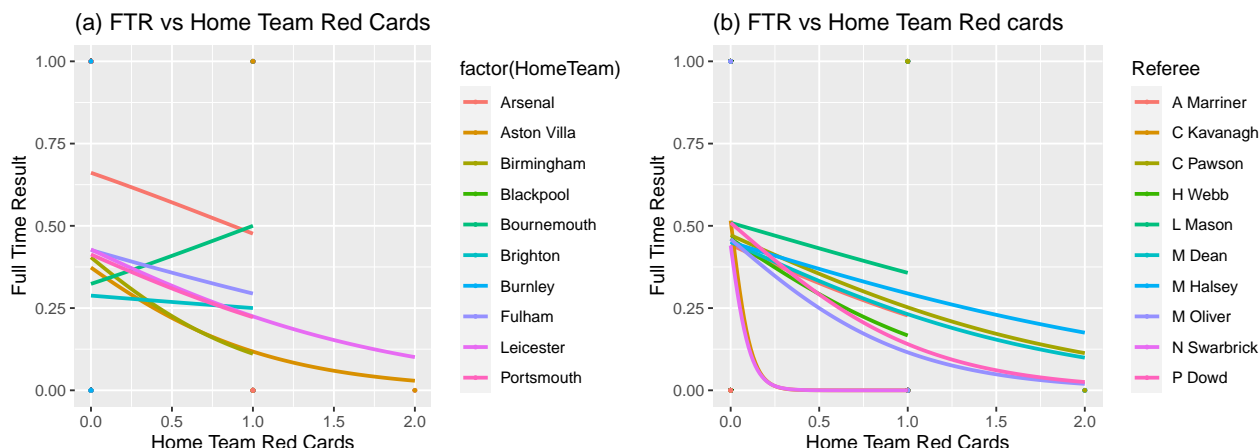 (a) FTR vs Home Team Red Cards
1.00
0.75
0.50
0.25
0.00
Full Time Result
0.0 0.5 1.0 1.5 2.0
Home Team Red Cards
factor(HomeTeam)
Arsenal
Aston Villa
Birmingham
Blackpool
Bournemouth
Brighton
Burnley
Fulham
Leicester
Portsmouth
(b) FTR vs Home Team Red cards
1.00
0.75
0.50
0.25
0.00
Full Time Result
0.0 0.5 1.0 1.5 2.0
Home Team Red Cards
Referee
A Marriner
C Kavanagh
C Pawson
H Webb
L Mason
M Dean
M Halsey
M Oliver
N Swarbrick
P Dowd